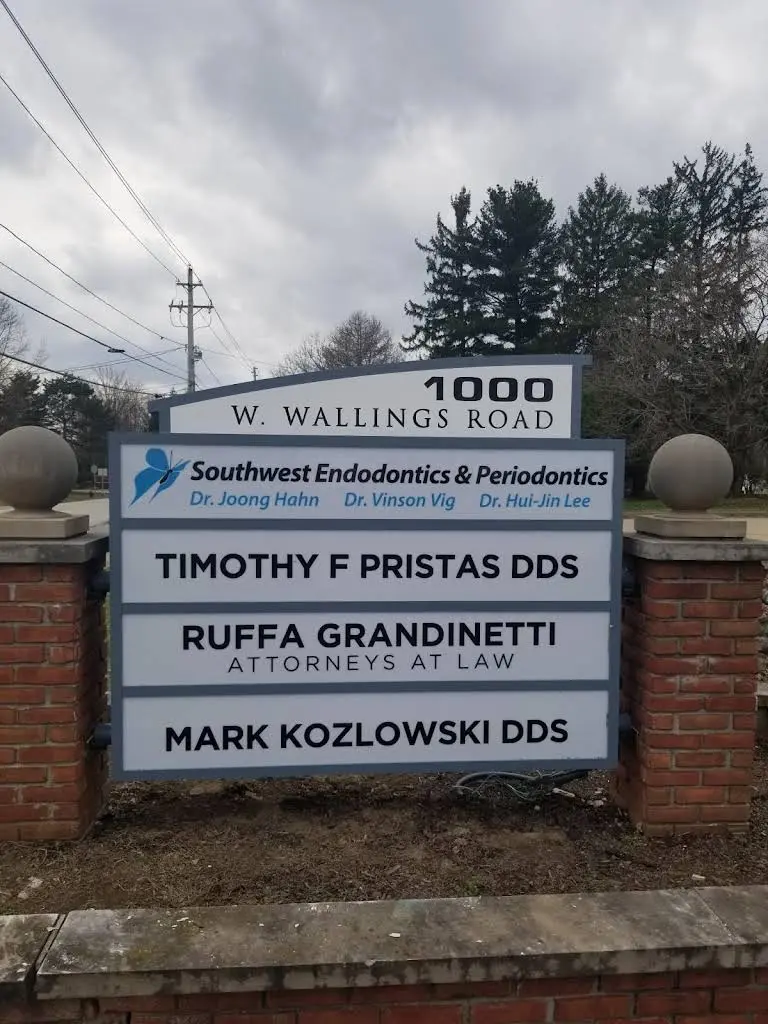 1000
W. WALLINGS ROAD
Southwest Endodontics & Periodontics
Dr. Joong Hahn Dr. Vinson Vig Dr. Hui-Jin Lee
TIMOTHY F PRISTAS DDS
RUFFA GRANDINETTI
ATTORNEYS AT LAW
MARK KOZLOWSKI DDS